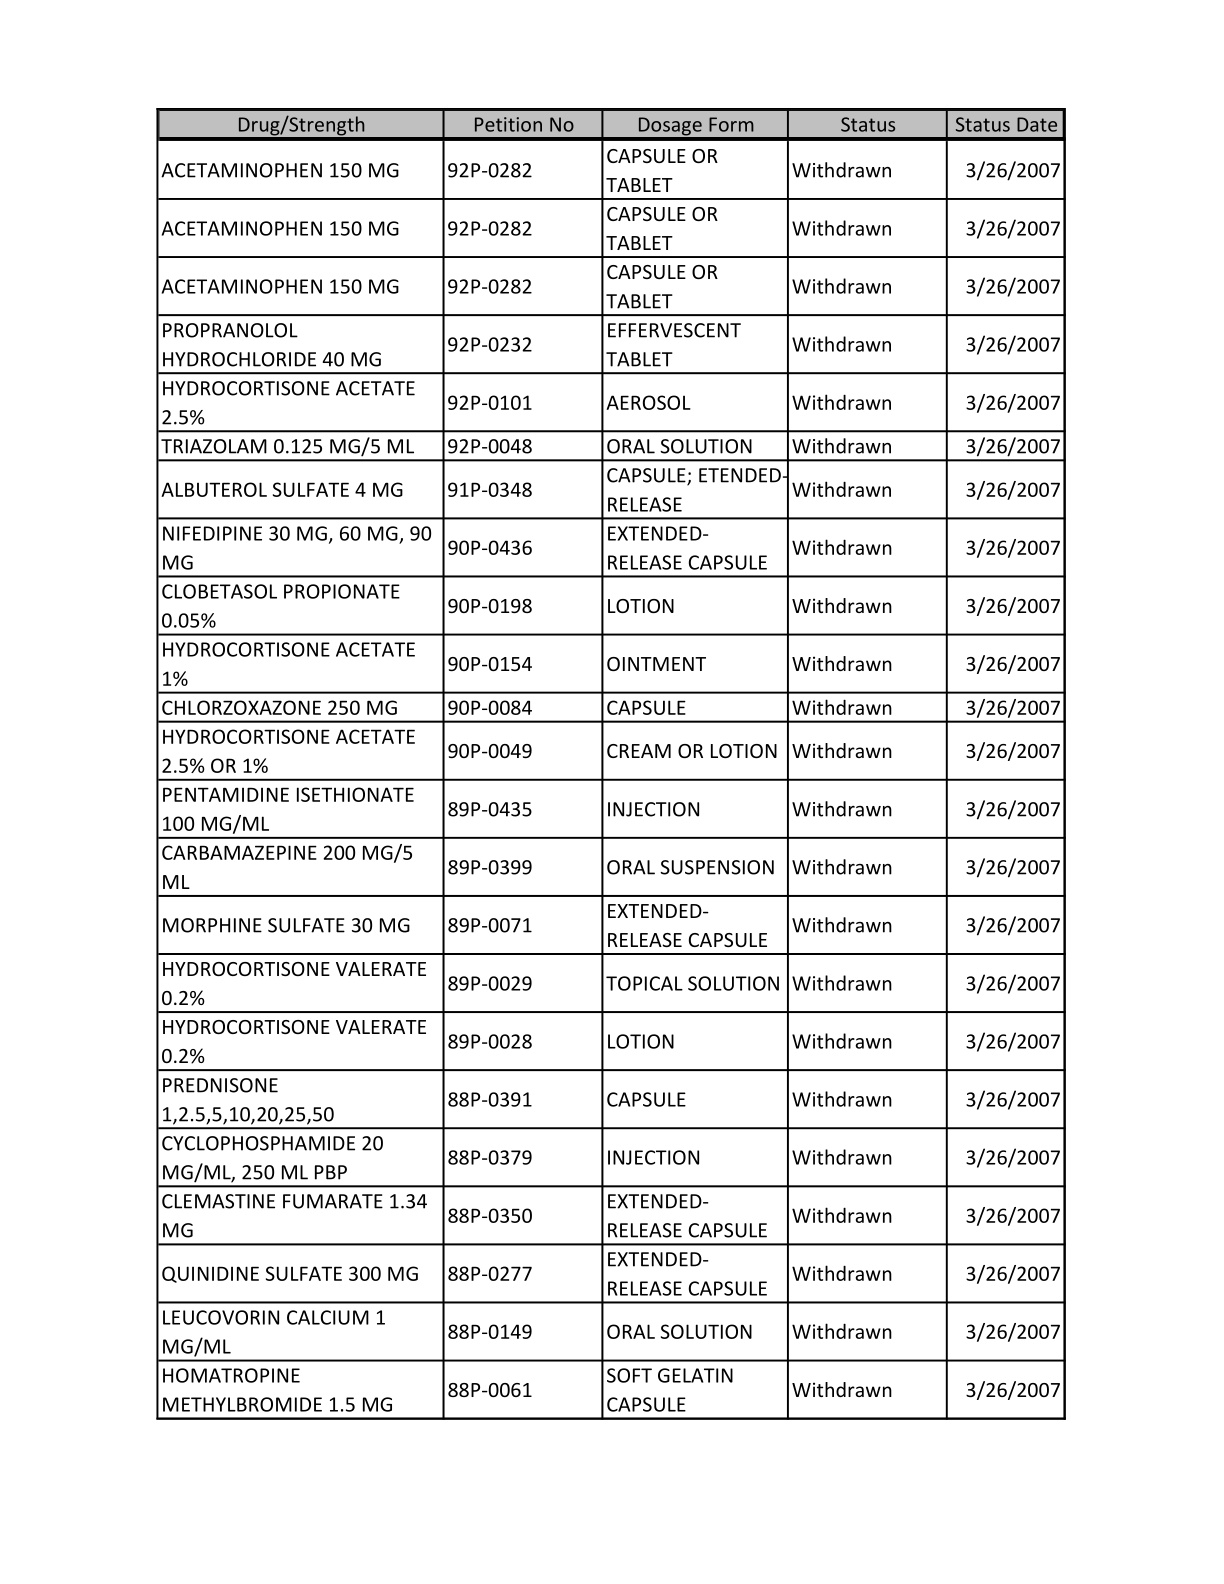 Drug/Strength Petition No Dosage Form Status Status Date
ACETAMINOPHEN 150 MG 92P-0282 CAPSULE OR Withdrawn 3/26/2007
TABLET
ACETAMINOPHEN 150 MG 92P-0282 CAPSULE OR Withdrawn 3/26/2007
TABLET
ACETAMINOPHEN 150 MG 92P-0282 CAPSULE OR Withdrawn 3/26/2007
TABLET
PROPRANOLOL
HYDROCHLORIDE 40 MG 92P-0232 EFFERVESCENT
TABLET Withdrawn 3/26/2007
HYDROCORTISONE ACETATE
2.5% 92P-0101 AEROSOL Withdrawn 3/26/2007
TRIAZOLAM 0.125 MG/5 ML 92P-0048 ORAL SOLUTION Withdrawn 3/26/2007
ALBUTEROL SULFATE 4 MG 91P-0348 CAPSULE; ETENDED-
RELEASE Withdrawn 3/26/2007
NIFEDIPINE 30 MG, 60 MG, 90
MG 90P-0436 EXTENDED-
RELEASE CAPSULE Withdrawn 3/26/2007
CLOBETASOL PROPIONATE
0.05% 90P-0198 LOTION Withdrawn 3/26/2007
HYDROCORTISONE ACETATE
1% 90P-0154 OINTMENT Withdrawn 3/26/2007
CHLORZOXAZONE 250 MG 90P-0084 CAPSULE Withdrawn 3/26/2007
HYDROCORTISONE ACETATE
2.5% OR 1% 90P-0049 CREAM OR LOTION Withdrawn 3/26/2007
PENTAMIDINE ISETHIONATE
100 MG/ML 89P-0435 INJECTION Withdrawn 3/26/2007
CARBAMAZEPINE 200 MG/5
ML 89P-0399 ORAL SUSPENSION Withdrawn 3/26/2007
MORPHINE SULFATE 30 MG 89P-0071 EXTENDED-
RELEASE CAPSULE Withdrawn 3/26/2007
HYDROCORTISONE VALERATE
0.2% 89P-0029 TOPICAL SOLUTION Withdrawn 3/26/2007
HYDROCORTISONE VALERATE
0.2% 89P-0028 LOTION Withdrawn 3/26/2007
PREDNISONE
1,2.5,5,10,20,25,50 88P-0391 CAPSULE Withdrawn 3/26/2007
CYCLOPHOSPHAMIDE 20
MG/ML, 250 ML PBP 88P-0379 INJECTION Withdrawn 3/26/2007
CLEMASTINE FUMARATE 1.34
MG 88P-0350 EXTENDED-
RELEASE CAPSULE Withdrawn 3/26/2007
QUINIDINE SULFATE 300 MG 88P-0277 EXTENDED-
RELEASE CAPSULE Withdrawn 3/26/2007
LEUCOVORIN CALCIUM 1
MG/ML 88P-0149 ORAL SOLUTION Withdrawn 3/26/2007
HOMATROPINE
METHYLBROMIDE 1.5 MG 88P-0061 SOFT GELATIN
CAPSULE Withdrawn 3/26/2007